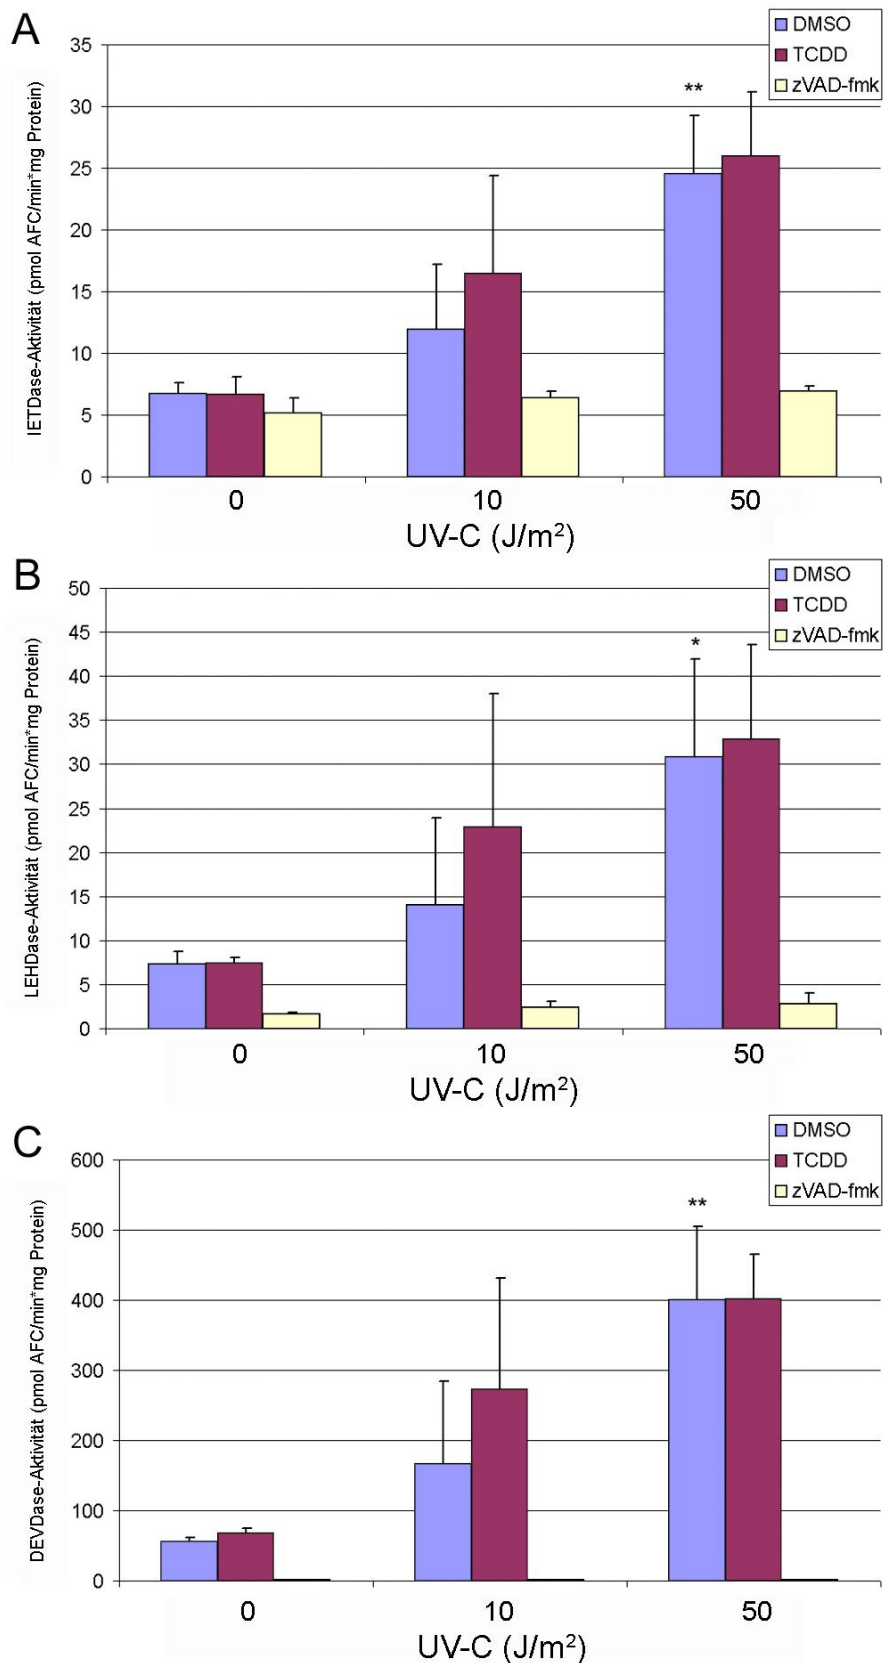 A
DMSO
TCDD
zVAD-fmk
IETDase-Aktivität (pmol AFC/min*mg Protein)
35
30
25
20
15
10
5
0
**
0 10 50
UV-C (J/m²)
B
DMSO
TCDD
zVAD-fmk
LEHDase-Aktivität (pmol AFC/min*mg Protein)
50
45
40
35
30
25
20
15
10
5
0
*
0 10 50
UV-C (J/m²)
C
DMSO
TCDD
zVAD-fmk
DEVDase-Aktivität (pmol AFC/min*mg Protein)
600
500
400
300
200
100
0
**
0 10 50
UV-C (J/m²)